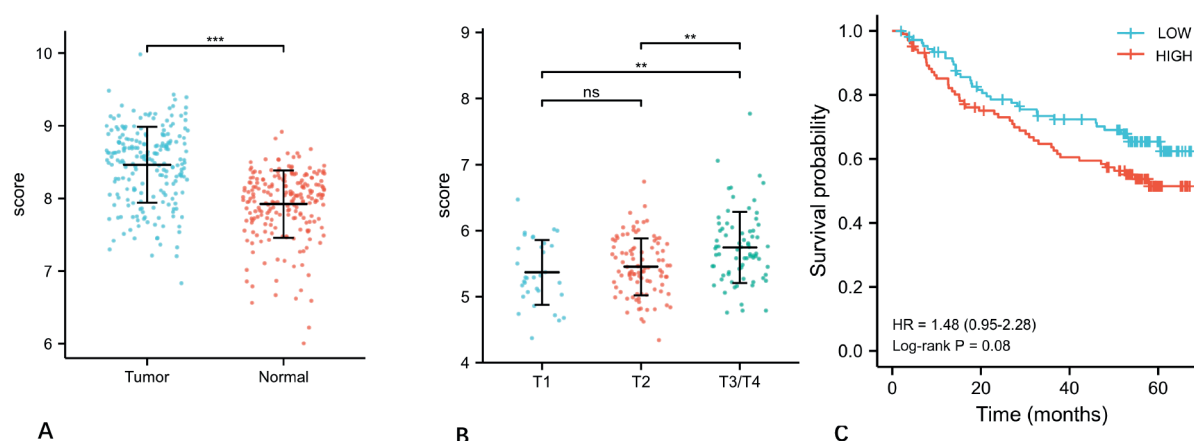 ***
10
9
8
7
6
score
Tumor
Normal
A
**
**
ns
9
8
7
6
5
4
score
T1
T2
T3/T4
B
LOW
HIGH
1.0
0.8
0.6
0.4
0.2
0.0
Survival probability
HR = 1.48 (0.95-2.28)
Log-rank P = 0.08
0
20
40
60
Time (months)
C